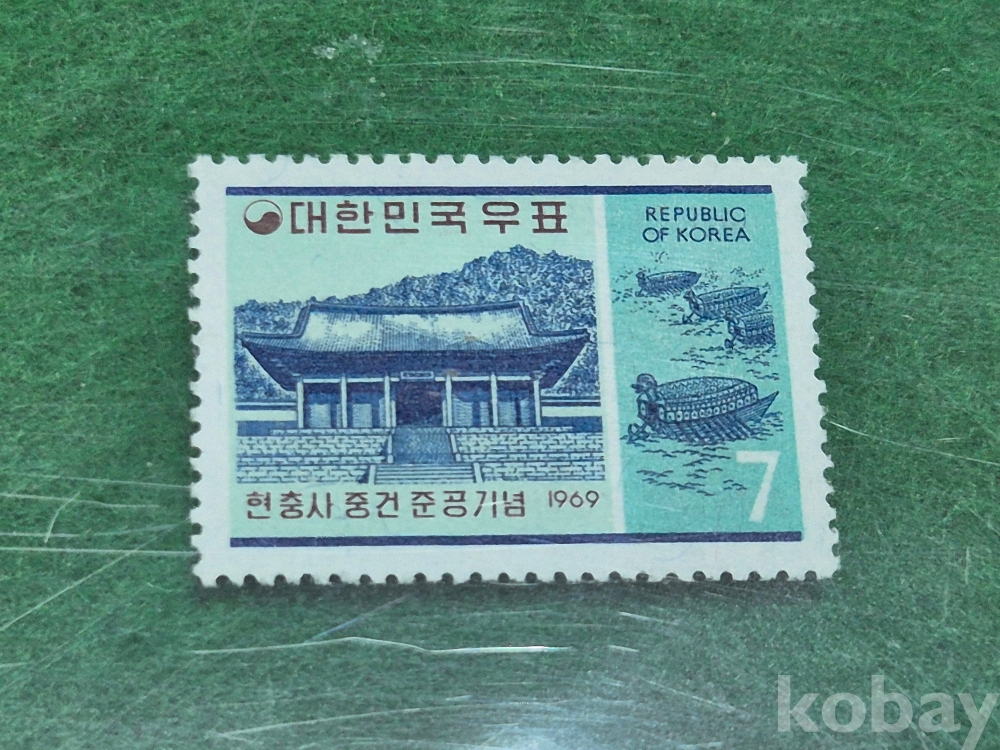 대한민국우표
REPUBLIC
OF KOREA
현충사 중건 준공기념 1969
7
kobay